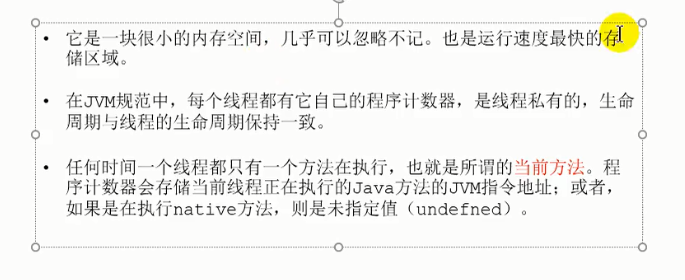 • 它是一块很小的内存空间，几乎可以忽略不记。也是运行速度最快的存
储区域。
• 在JVM规范中，每个线程都有它自己的程序计数器，是线程私有的，生命
周期与线程的生命周期保持一致。
• 任何时间一个线程都只有一个方法在执行，也就是所谓的当前方法。程
序计数器会存储当前线程正在执行的Java方法的JVM指令地址；或者，
如果是在执行native方法，则是未指定值（undefned）。